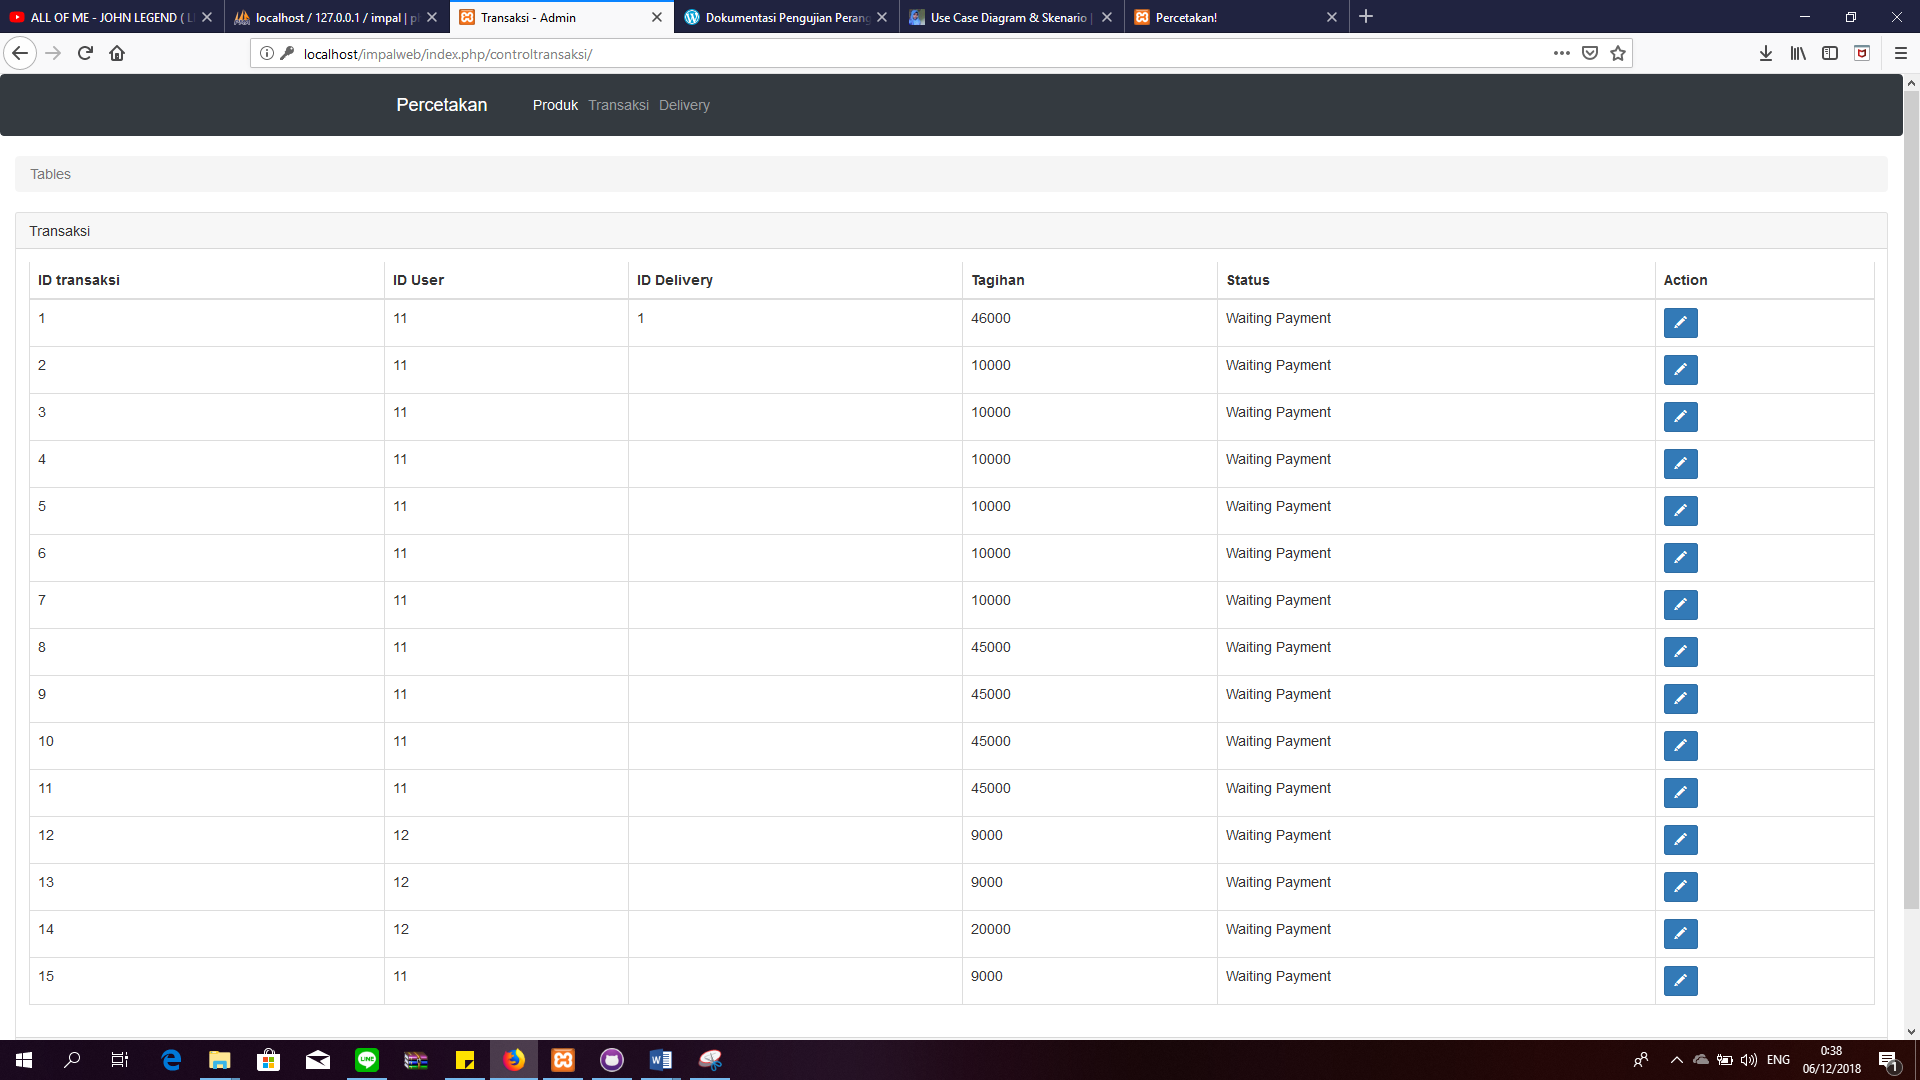 ALL OF ME - JOHN LEGEND
localhost / 127.0.0.1 / impal |
Transaksi - Admin
Dokumentasi Pengujian Perang
Use Case Diagram & Skenario
Percetakan!
localhost/impalweb/index.php/controltransaksi/
Percetakan Produk Transaksi Delivery
Tables
Transaksi
ID transaksi ID User ID Delivery Tagihan Status Action
1 11 1 46000 Waiting Payment
2 11 10000 Waiting Payment
3 11 10000 Waiting Payment
4 11 10000 Waiting Payment
5 11 10000 Waiting Payment
6 11 10000 Waiting Payment
7 11 10000 Waiting Payment
8 11 45000 Waiting Payment
9 11 45000 Waiting Payment
10 11 45000 Waiting Payment
11 11 45000 Waiting Payment
12 12 9000 Waiting Payment
13 12 9000 Waiting Payment
14 12 20000 Waiting Payment
15 11 9000 Waiting Payment
LINE
ENG
0:38
06/12/2018
1